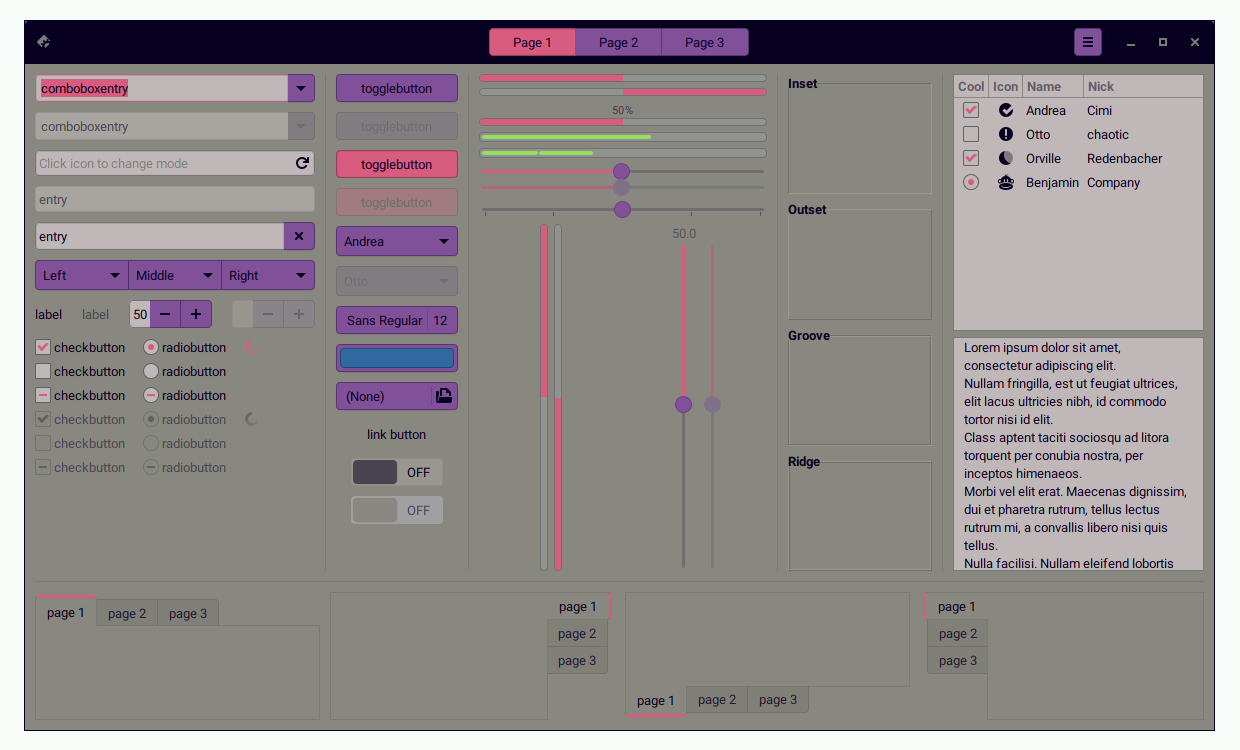 Page 1 Page 2 Page 3
comboboxentry
comboboxentry
Click icon to change mode
entry
entry
Left Middle Right
label label 50
checkbutton radiobutton
checkbutton radiobutton
checkbutton radiobutton
checkbutton radiobutton
checkbutton radiobutton
checkbutton radiobutton
togglebutton
togglebutton
togglebutton
togglebutton
Andrea
Otto
Sans Regular 12
(None)
link button
OFF
OFF
50%
50.0
Inset
Outset
Groove
Ridge
Cool Icon Name Nick
Andrea Cimi
Otto chaotic
Orville Redenbacher
Benjamin Company
Lorem ipsum dolor sit amet,
consectetur adipiscing elit.
Nullam fringilla, est ut feugiat ultrices,
elit lacus ultricies nibh, id commodo
tortor nisi id elit.
Class aptent taciti sociosqu ad litora
torquent per conubia nostra, per
inceptos himenaeos.
Morbi vel elit erat. Maecenas dignissim,
dui et pharetra rutrum, tellus lectus
rutrum mi, a convallis libero nisi quis
tellus.
Nulla facilisi. Nullam eleifend lobortis
page 1 page 2 page 3
page 1
page 2
page 3
page 1 page 2 page 3
page 1
page 2
page 3